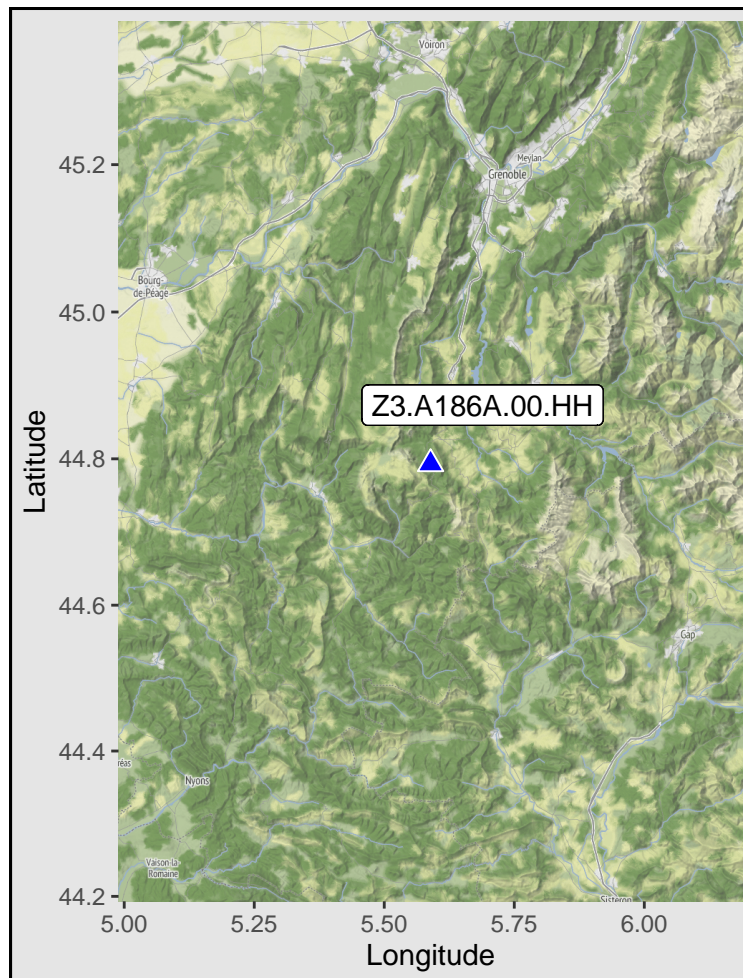 Voiron
45.2
Meylan
Grenoble
Bourg-
de-Péage
45.0
Z3.A186A.00.HH
Latitude
44.8
44.6
Gap
44.4
réas
Nyons
Vaison-la-
Romaine
44.2
Sisteron
5.00
5.25
5.50
5.75
6.00
Longitude